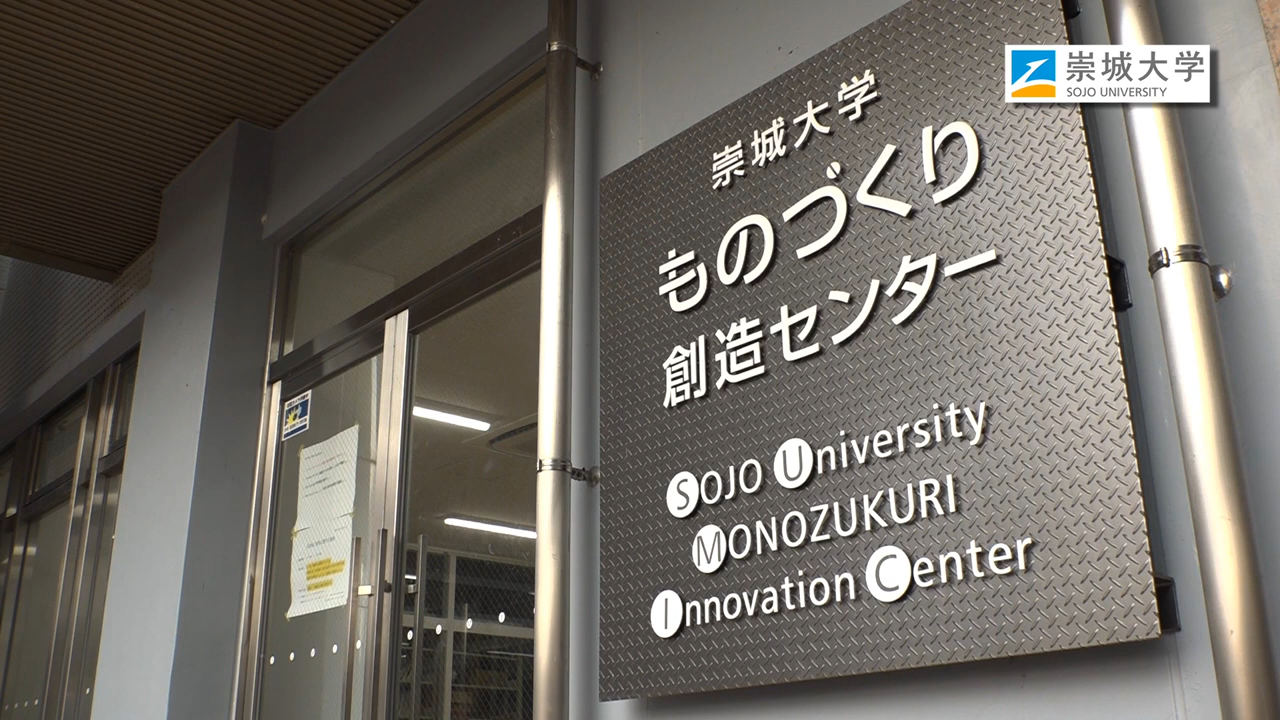 崇城大学
SOJO UNIVERSITY
崇城大学
ものづくり
創造センター
SOJO University
MONOZUKURI
Innovation Center